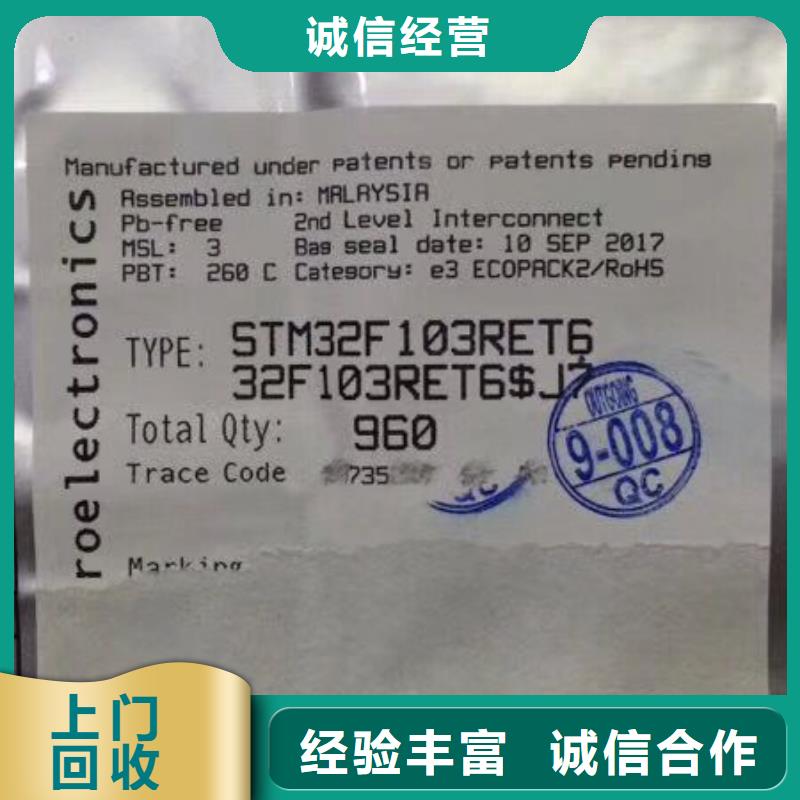 诚信经营
Manufactured under patents or patents pending
Assembled in: MALAYSIA
Pb-free 2nd Level Interconnect
MSL: 3 Bag seal date: 10 SEP 2017
PBT: 260 C Category: e3 ECOPACK2/RoHS
roelectronics
TYPE: STM32F103RET6
32F103RET6$J7
Total Qty: 960
Trace Code 735
OUTGOING
9-008
QC
QC
Marking
上门
回收
经验丰富 诚信合作